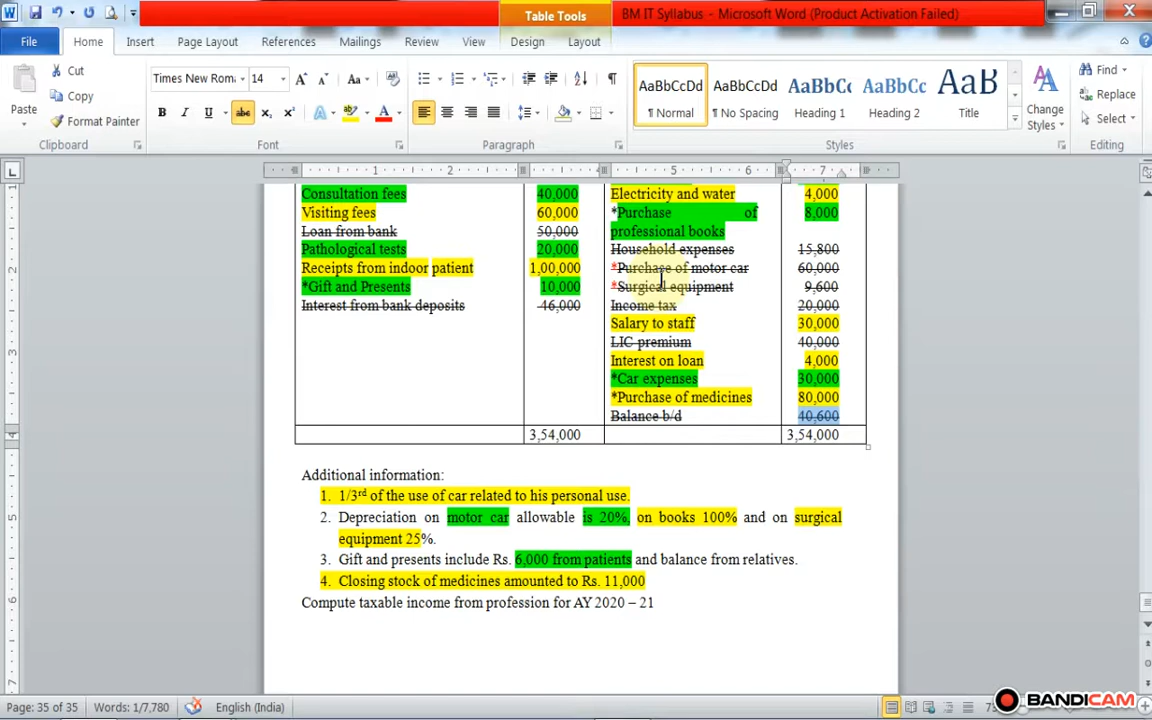 Table Tools
BM IT Syllabus - Microsoft Word (Product Activation Failed)
File Home Insert Page Layout References Mailings Review View Design Layout
Paste
Cut
Copy
Format Painter
Times New Rom 14
AaBbCcDd AaBbCcDd AaBbCc AaBbCc AaB
¶ Normal ¶ No Spacing Heading 1 Heading 2 Title
Change Styles
Find
Replace
Select
Clipboard Font Paragraph Styles Editing
Consultation fees 40,000 Electricity and water 4,000
Visiting fees 60,000 *Purchase of 8,000
Loan from bank 50,000 professional books
Pathological tests 20,000 Household expenses 15,800
Receipts from indoor patient 1,00,000 *Purchase of motor car 60,000
*Gift and Presents 10,000 *Surgical equipment 9,600
Interest from bank deposits 46,000 Income tax 20,000
Salary to staff 30,000
LIC premium 40,000
Interest on loan 4,000
*Car expenses 30,000
*Purchase of medicines 80,000
Balance b/d 40,600
3,54,000 3,54,000
Additional information:
1. 1/3rd of the use of car related to his personal use.
2. Depreciation on motor car allowable is 20%, on books 100% and on surgical
equipment 25%.
3. Gift and presents include Rs. 6,000 from patients and balance from relatives.
4. Closing stock of medicines amounted to Rs. 11,000
Compute taxable income from profession for AY 2020 – 21
Page: 35 of 35 Words: 1/7,780 English (India)
BANDICAM